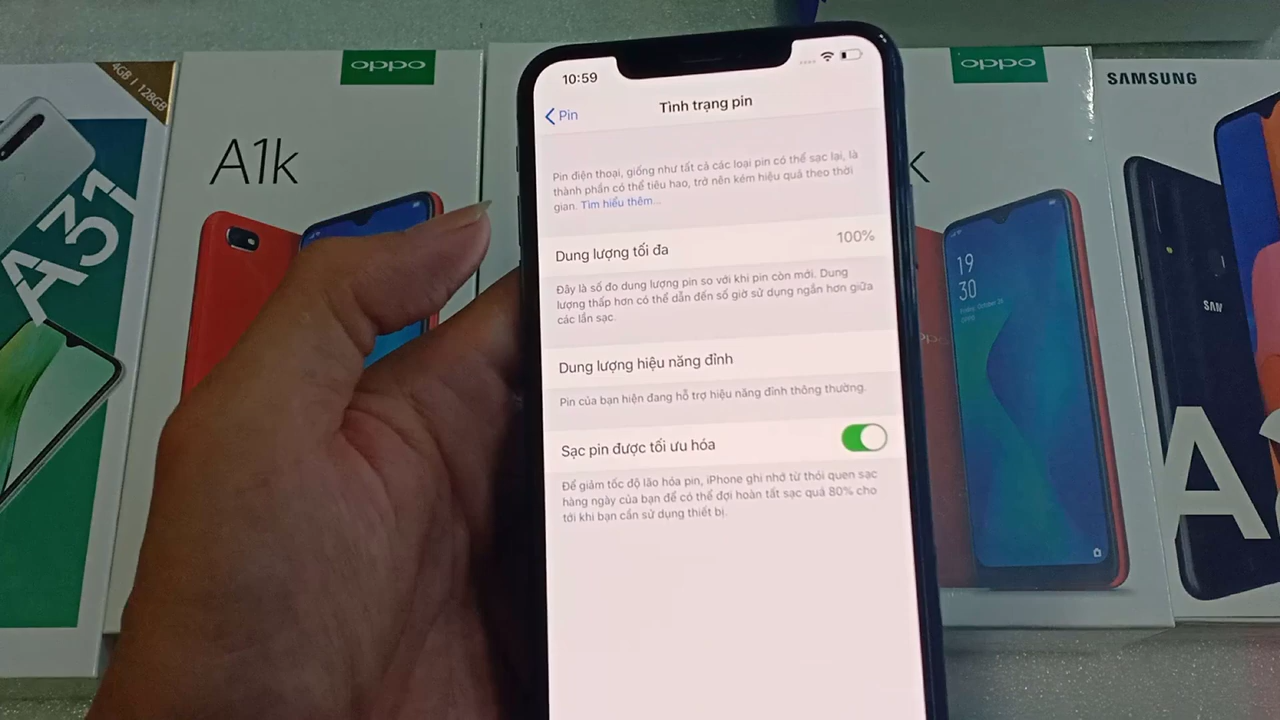 4GB | 128GB
A31
oppo
A1k
10:59
Pin
Tình trạng pin
Pin điện thoại, giống như tất cả các loại pin có thể sạc lại, là
thành phần có thể tiêu hao, trở nên kém hiệu quả theo thời
gian. Tìm hiểu thêm...
Dung lượng tối đa 100%
Đây là số đo dung lượng pin so với khi pin còn mới. Dung
lượng thấp hơn có thể dẫn đến số giờ sử dụng ngắn hơn giữa
các lần sạc.
Dung lượng hiệu năng đỉnh
Pin của bạn hiện đang hỗ trợ hiệu năng đỉnh thông thường.
Sạc pin được tối ưu hóa
Để giảm tốc độ lão hóa pin, iPhone ghi nhớ từ thói quen sạc
hàng ngày của bạn để có thể đợi hoàn tất sạc quá 80% cho
tới khi bạn cần sử dụng thiết bị.
oppo
K
19
30
SAMSUNG
SAM
A